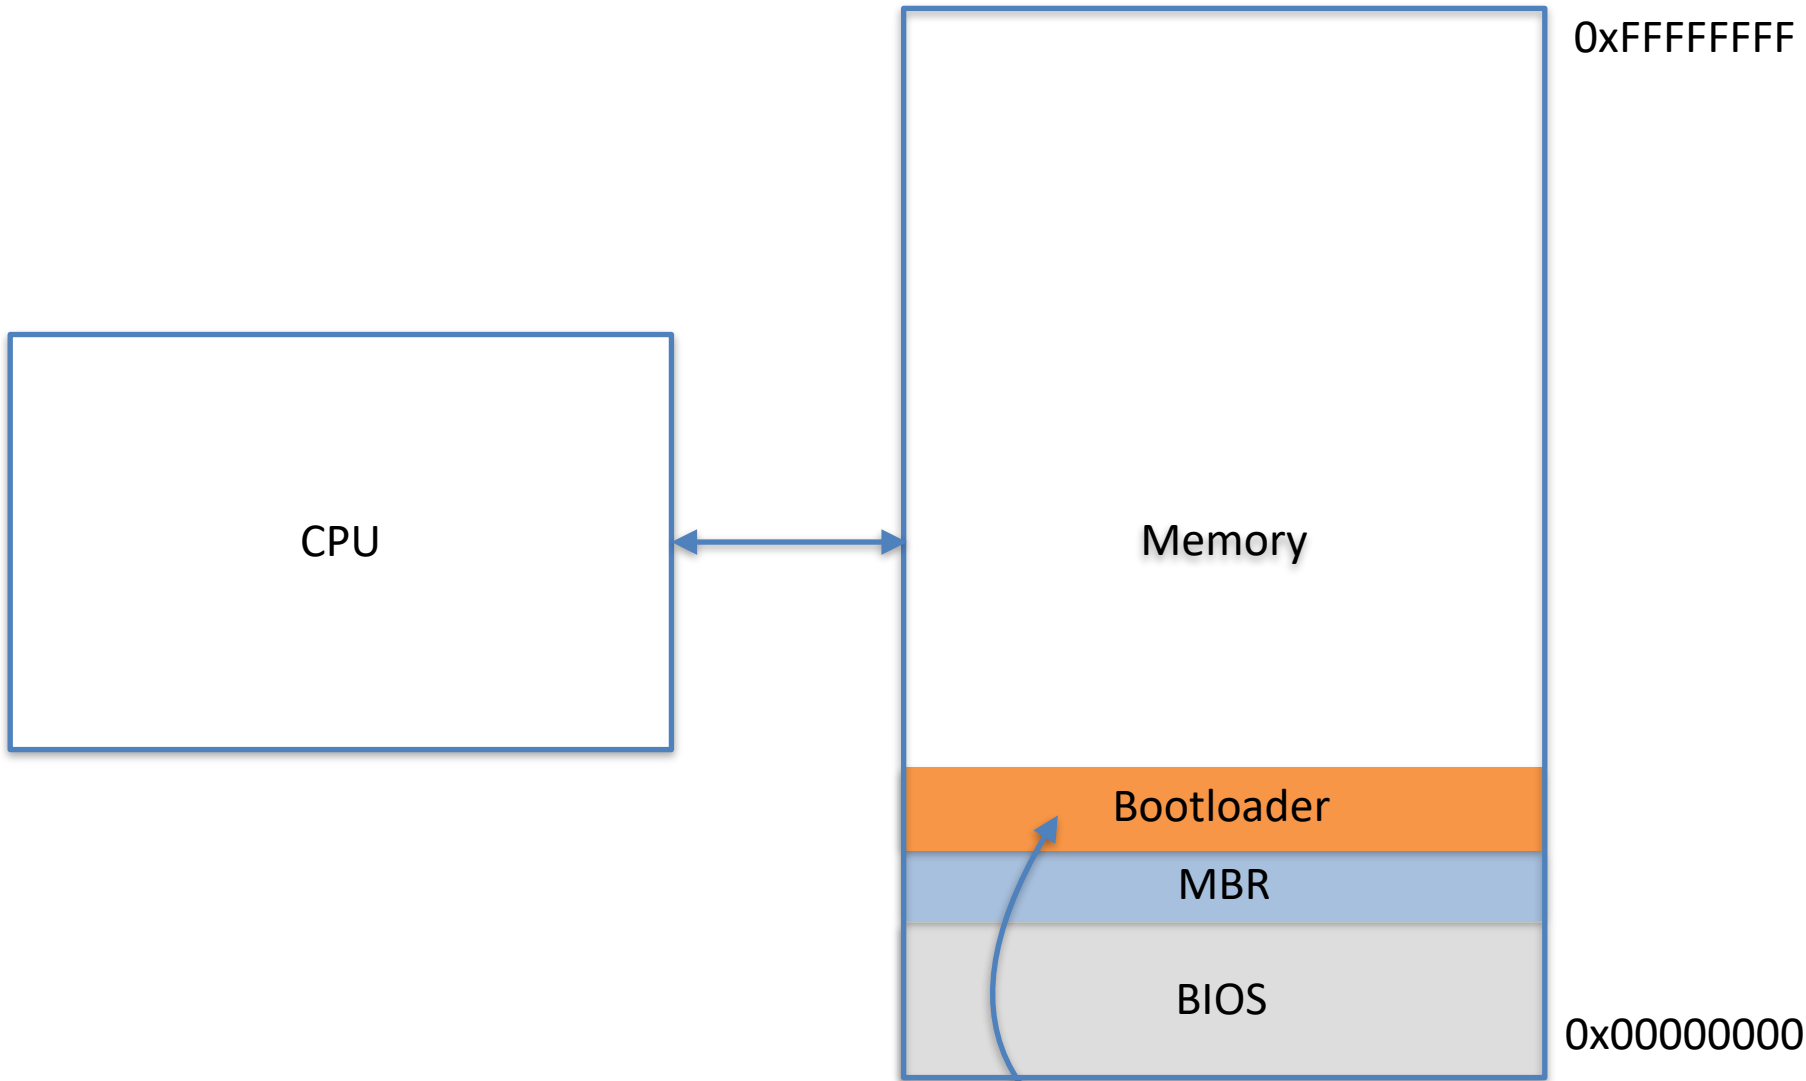 0xFFFFFFFF
CPU
Memory
Bootloader
MBR
BIOS
0x00000000